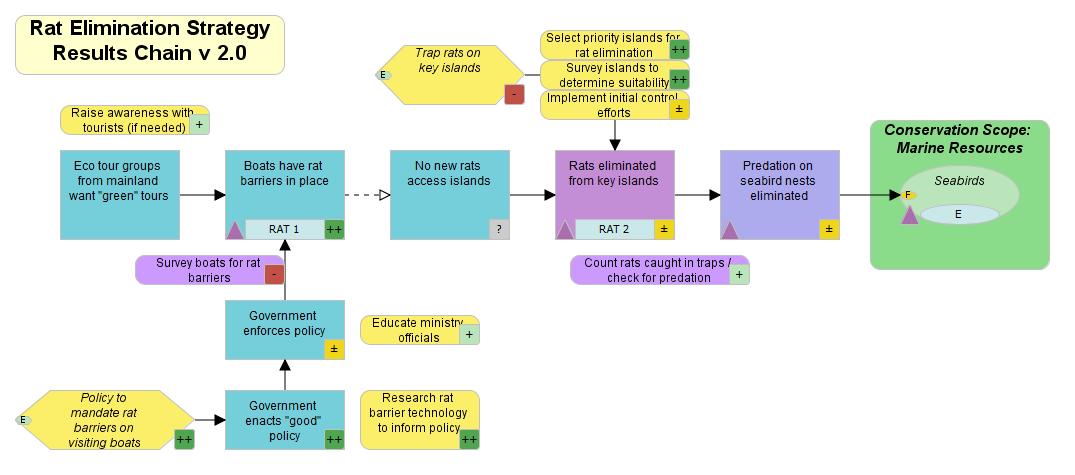 Rat Elimination Strategy
Results Chain v 2.0
E
Trap rats on
key islands
-
Select priority islands for
rat elimination
++
Survey islands to
determine suitability
++
Implement initial control
efforts
±
Raise awareness with
tourists (if needed)
+
Eco tour groups
from mainland
want "green" tours
Boats have rat
barriers in place
RAT 1
++
No new rats
access islands
?
Rats eliminated
from key islands
RAT 2
±
Predation on
seabird nests
eliminated
±
Conservation Scope:
Marine Resources
Seabirds
F
E
Survey boats for rat
barriers
-
Count rats caught in traps /
check for predation
+
Government
enforces policy
±
Educate ministry
officials
+
E
Policy to
mandate rat
barriers on
visiting boats
++
Government
enacts "good"
policy
++
Research rat
barrier technology
to inform policy
++